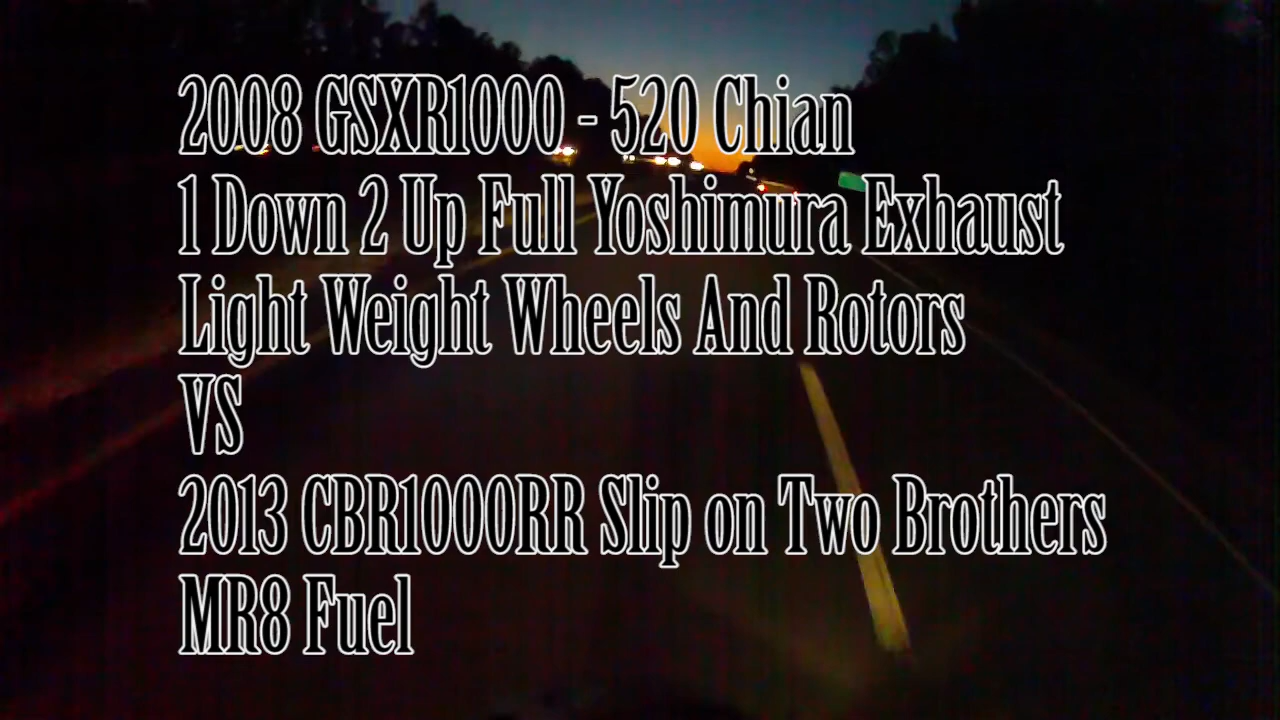 2008 GSXR1000 - 520 Chian
1 Down 2 Up Full Yoshimura Exhaust
Light Weight Wheels And Rotors
VS
2013 CBR1000RR Slip on Two Brothers
MR8 Fuel